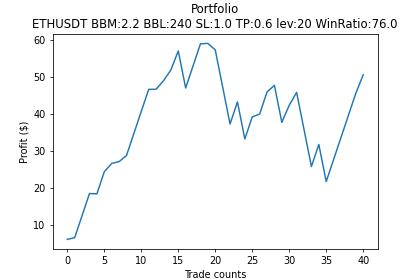 Portfolio
ETHUSDT BBM:2.2 BBL:240 SL:1.0 TP:0.6 lev:20 WinRatio:76.0
60
50
40
30
20
10
Profit ($)
0 5 10 15 20 25 30 35 40
Trade counts